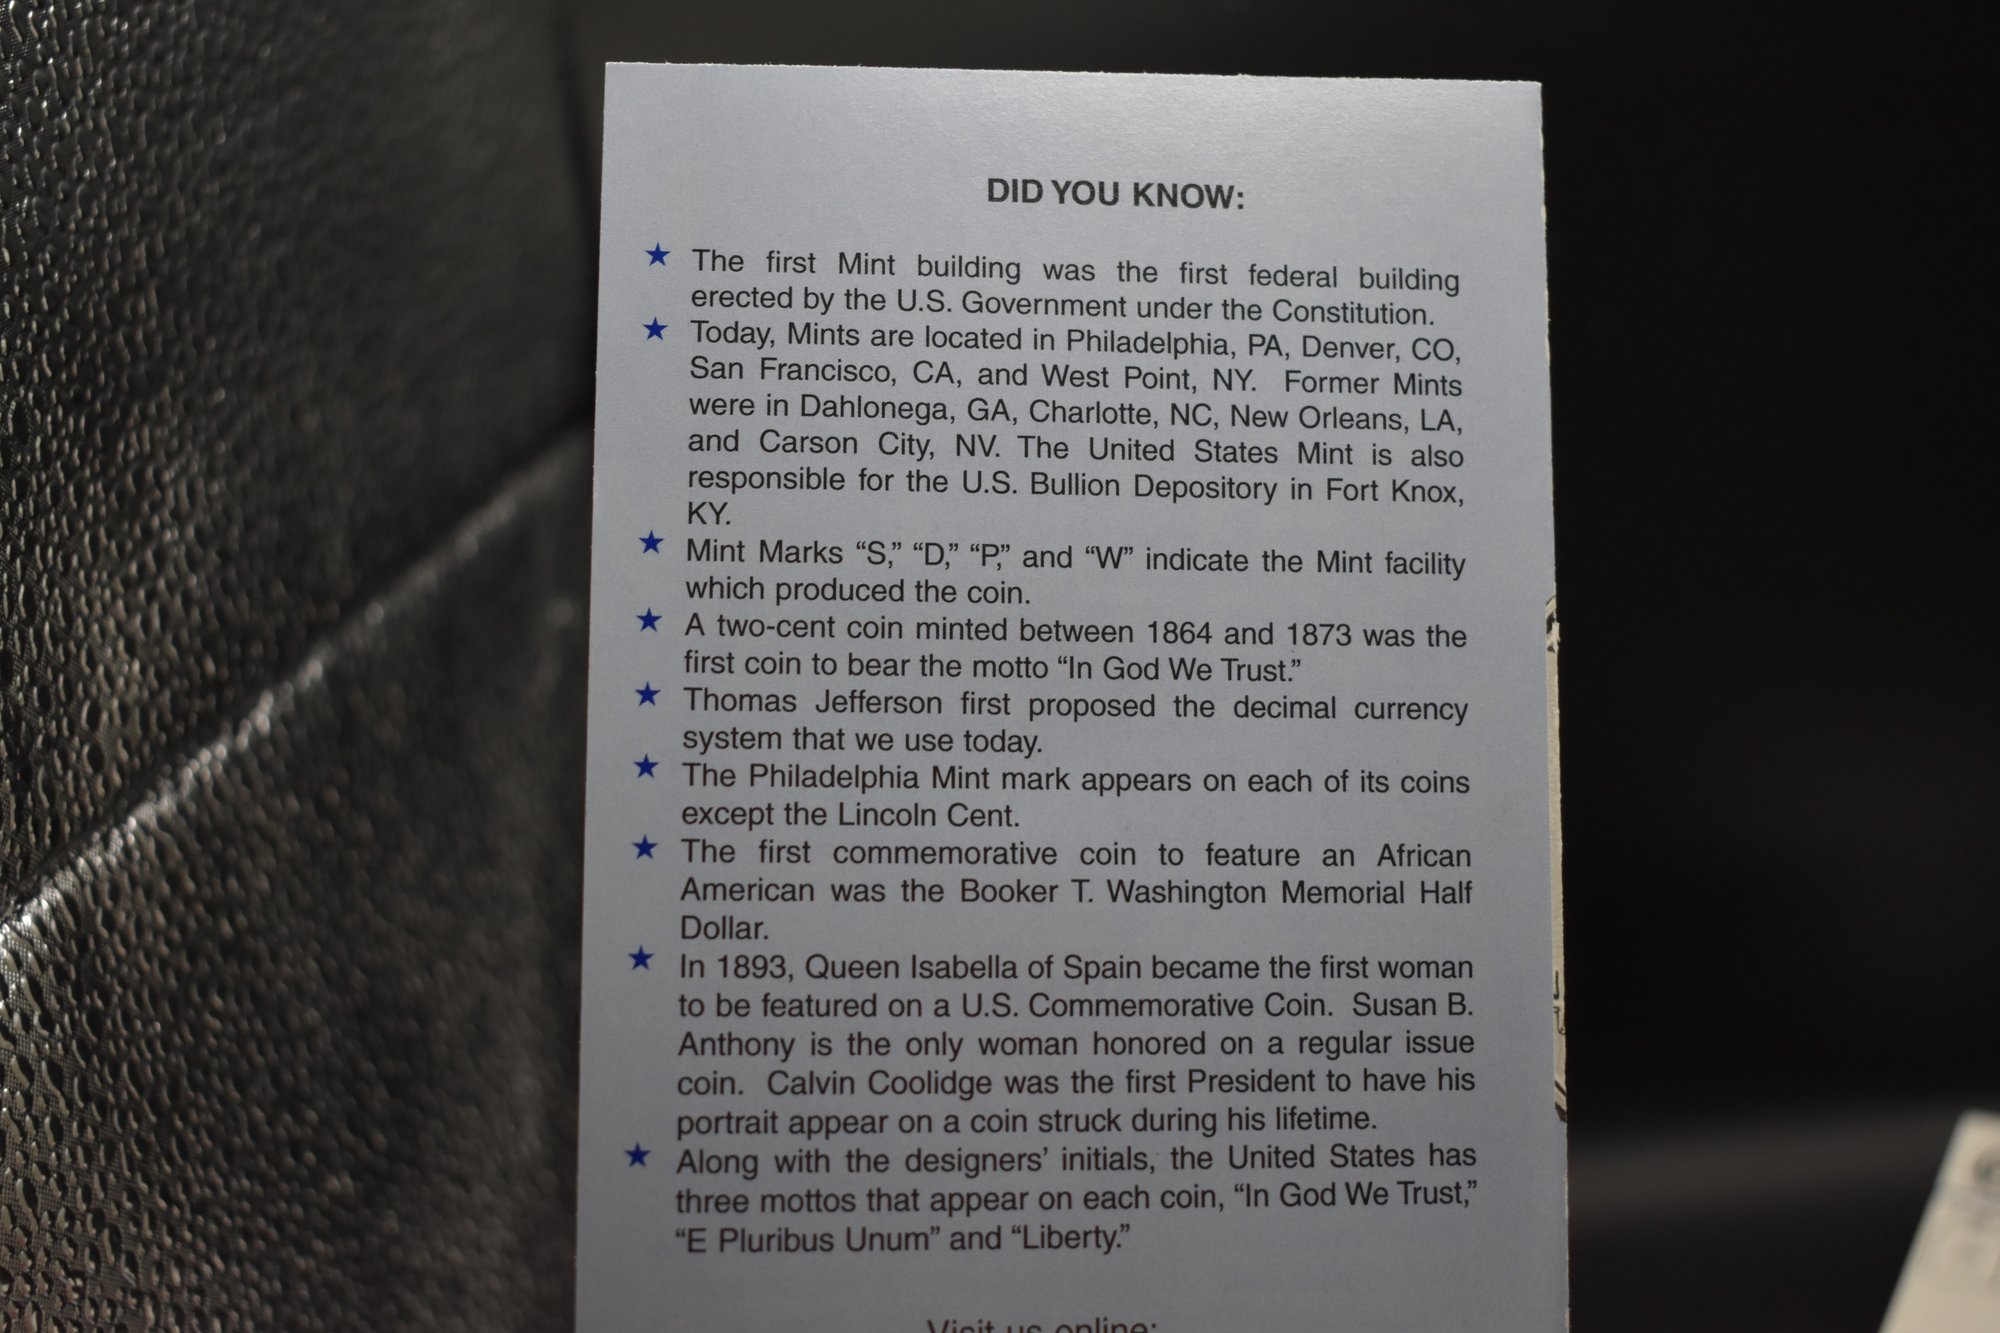 DID YOU KNOW:
★ The first Mint building was the first federal building
erected by the U.S. Government under the Constitution.
★ Today, Mints are located in Philadelphia, PA, Denver, CO,
San Francisco, CA, and West Point, NY. Former Mints
were in Dahlonega, GA, Charlotte, NC, New Orleans, LA,
and Carson City, NV. The United States Mint is also
responsible for the U.S. Bullion Depository in Fort Knox,
KY.
★ Mint Marks “S,” “D,” “P,” and “W” indicate the Mint facility
which produced the coin.
★ A two-cent coin minted between 1864 and 1873 was the
first coin to bear the motto “In God We Trust.”
★ Thomas Jefferson first proposed the decimal currency
system that we use today.
★ The Philadelphia Mint mark appears on each of its coins
except the Lincoln Cent.
★ The first commemorative coin to feature an African
American was the Booker T. Washington Memorial Half
Dollar.
★ In 1893, Queen Isabella of Spain became the first woman
to be featured on a U.S. Commemorative Coin. Susan B.
Anthony is the only woman honored on a regular issue
coin. Calvin Coolidge was the first President to have his
portrait appear on a coin struck during his lifetime.
★ Along with the designers’ initials, the United States has
three mottos that appear on each coin, “In God We Trust,”
“E Pluribus Unum” and “Liberty.”
Visit us online: